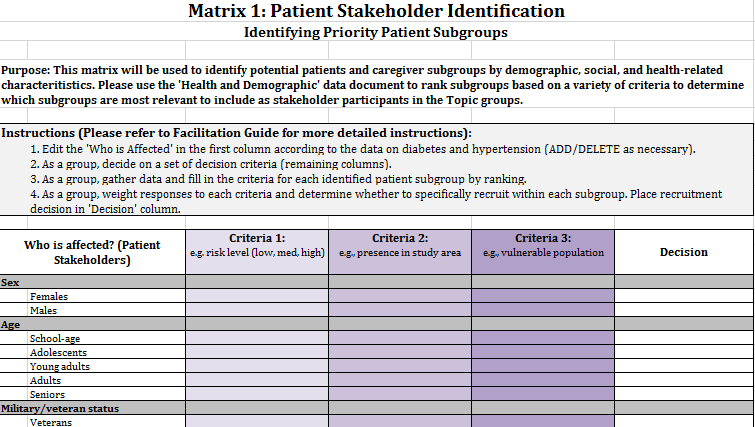 Matrix 1: Patient Stakeholder Identification
Identifying Priority Patient Subgroups
Purpose: This matrix will be used to identify potential patients and caregiver subgroups by demographic, social, and health-related
characteritistics. Please use the 'Health and Demographic' data document to rank subgroups based on a variety of criteria to determine
which subgroups are most relevant to include as stakeholder participants in the Topic groups.
Instructions (Please refer to Facilitation Guide for more detailed instructions):
1. Edit the 'Who is Affected' in the first column according to the data on diabetes and hypertension (ADD/DELETE as necessary).
2. As a group, decide on a set of decision criteria (remaining columns).
3. As a group, gather data and fill in the criteria for each identified patient subgroup by ranking.
4. As a group, weight responses to each criteria and determine whether to specifically recruit within each subgroup. Place recruitment
decision in 'Decision' column.
Who is affected? (Patient
Stakeholders)
Criteria 1:
e.g. risk level (low, med, high)
Criteria 2:
e.g., presence in study area
Criteria 3:
e.g., vulnerable population
Decision
Sex
Females
Males
Age
School-age
Adolescents
Young adults
Adults
Seniors
Military/veteran status
Veterans